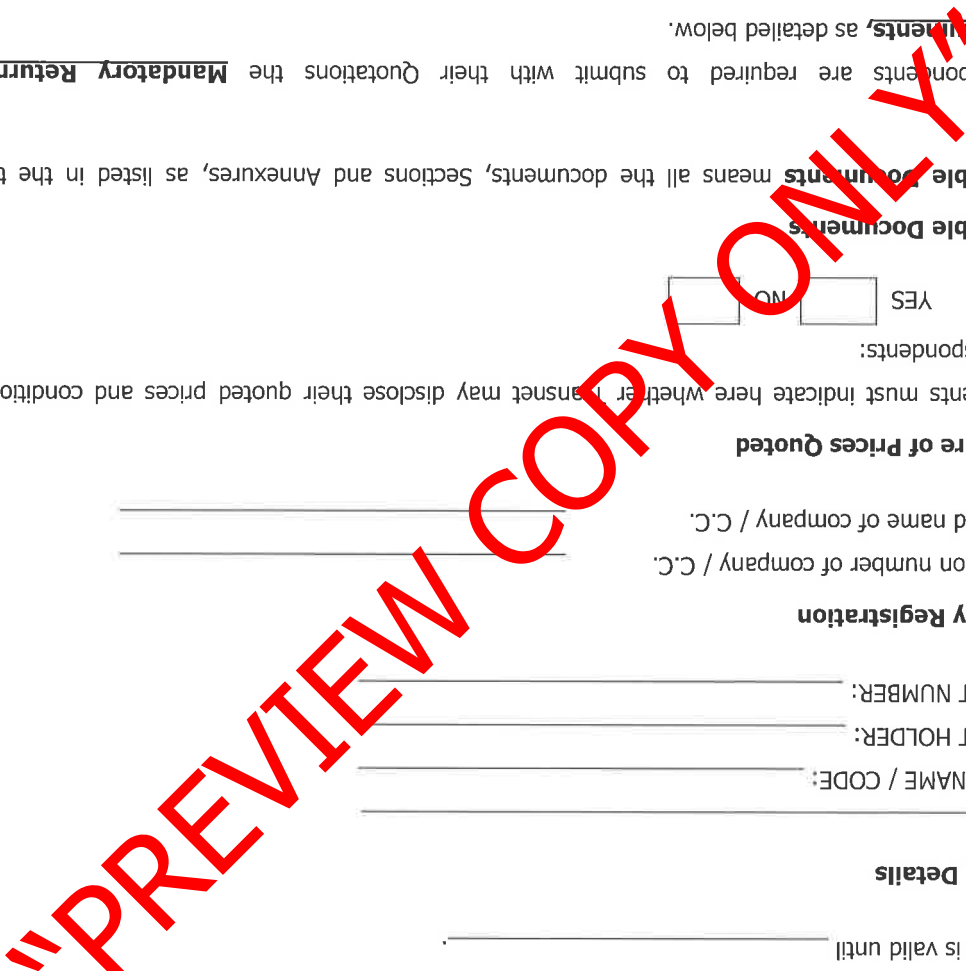 is valid until
Details
NAME / CODE:
T HOLDER:
T NUMBER:
y Registration
on number of company / C.C.
d name of company / C.C.
re of Prices Quoted
ents must indicate here whether Transnet may disclose their quoted prices and conditio
spondents:
YES NO
ble Documents
ble Documents means all the documents, Sections and Annexures, as listed in the t
pondents are required to submit with their Quotations the Mandatory Return
uments, as detailed below.
"PREVIEW COPY ONLY"